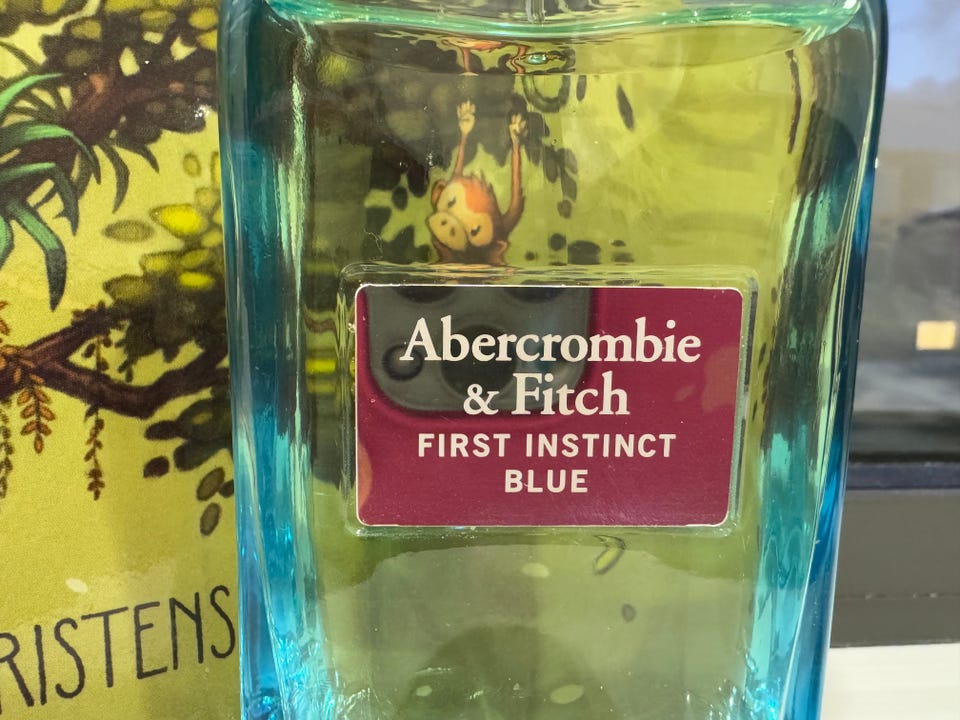 Abercrombie
& Fitch
FIRST INSTINCT
BLUE
RISTENS